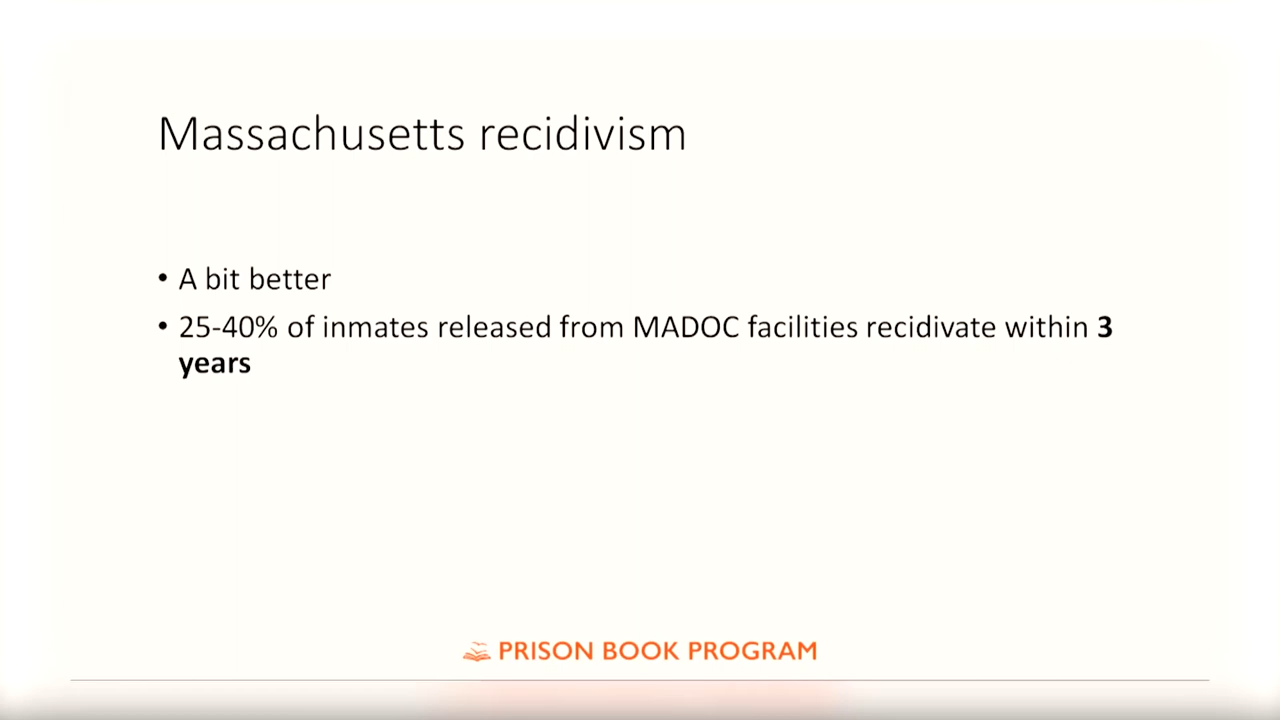 Massachusetts recidivism
• A bit better
• 25-40% of inmates released from MADOC facilities recidivate within 3
years
PRISON BOOK PROGRAM